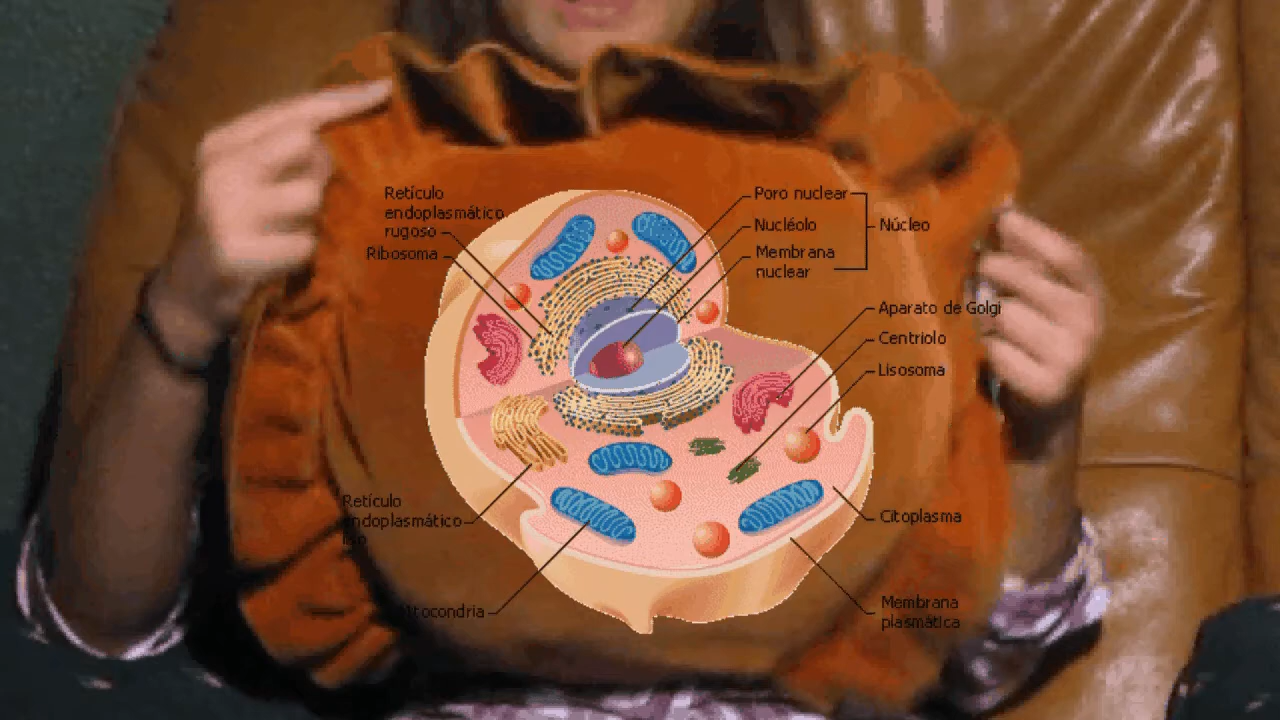 Retículo
endoplasmático
rugoso
Ribosoma
Poro nuclear
Nucléolo
Membrana
nuclear
Núcleo
Aparato de Golgi
Centriolo
Lisosoma
Retículo
endoplasmático
liso
Mitocondria
Citoplasma
Membrana
plasmática